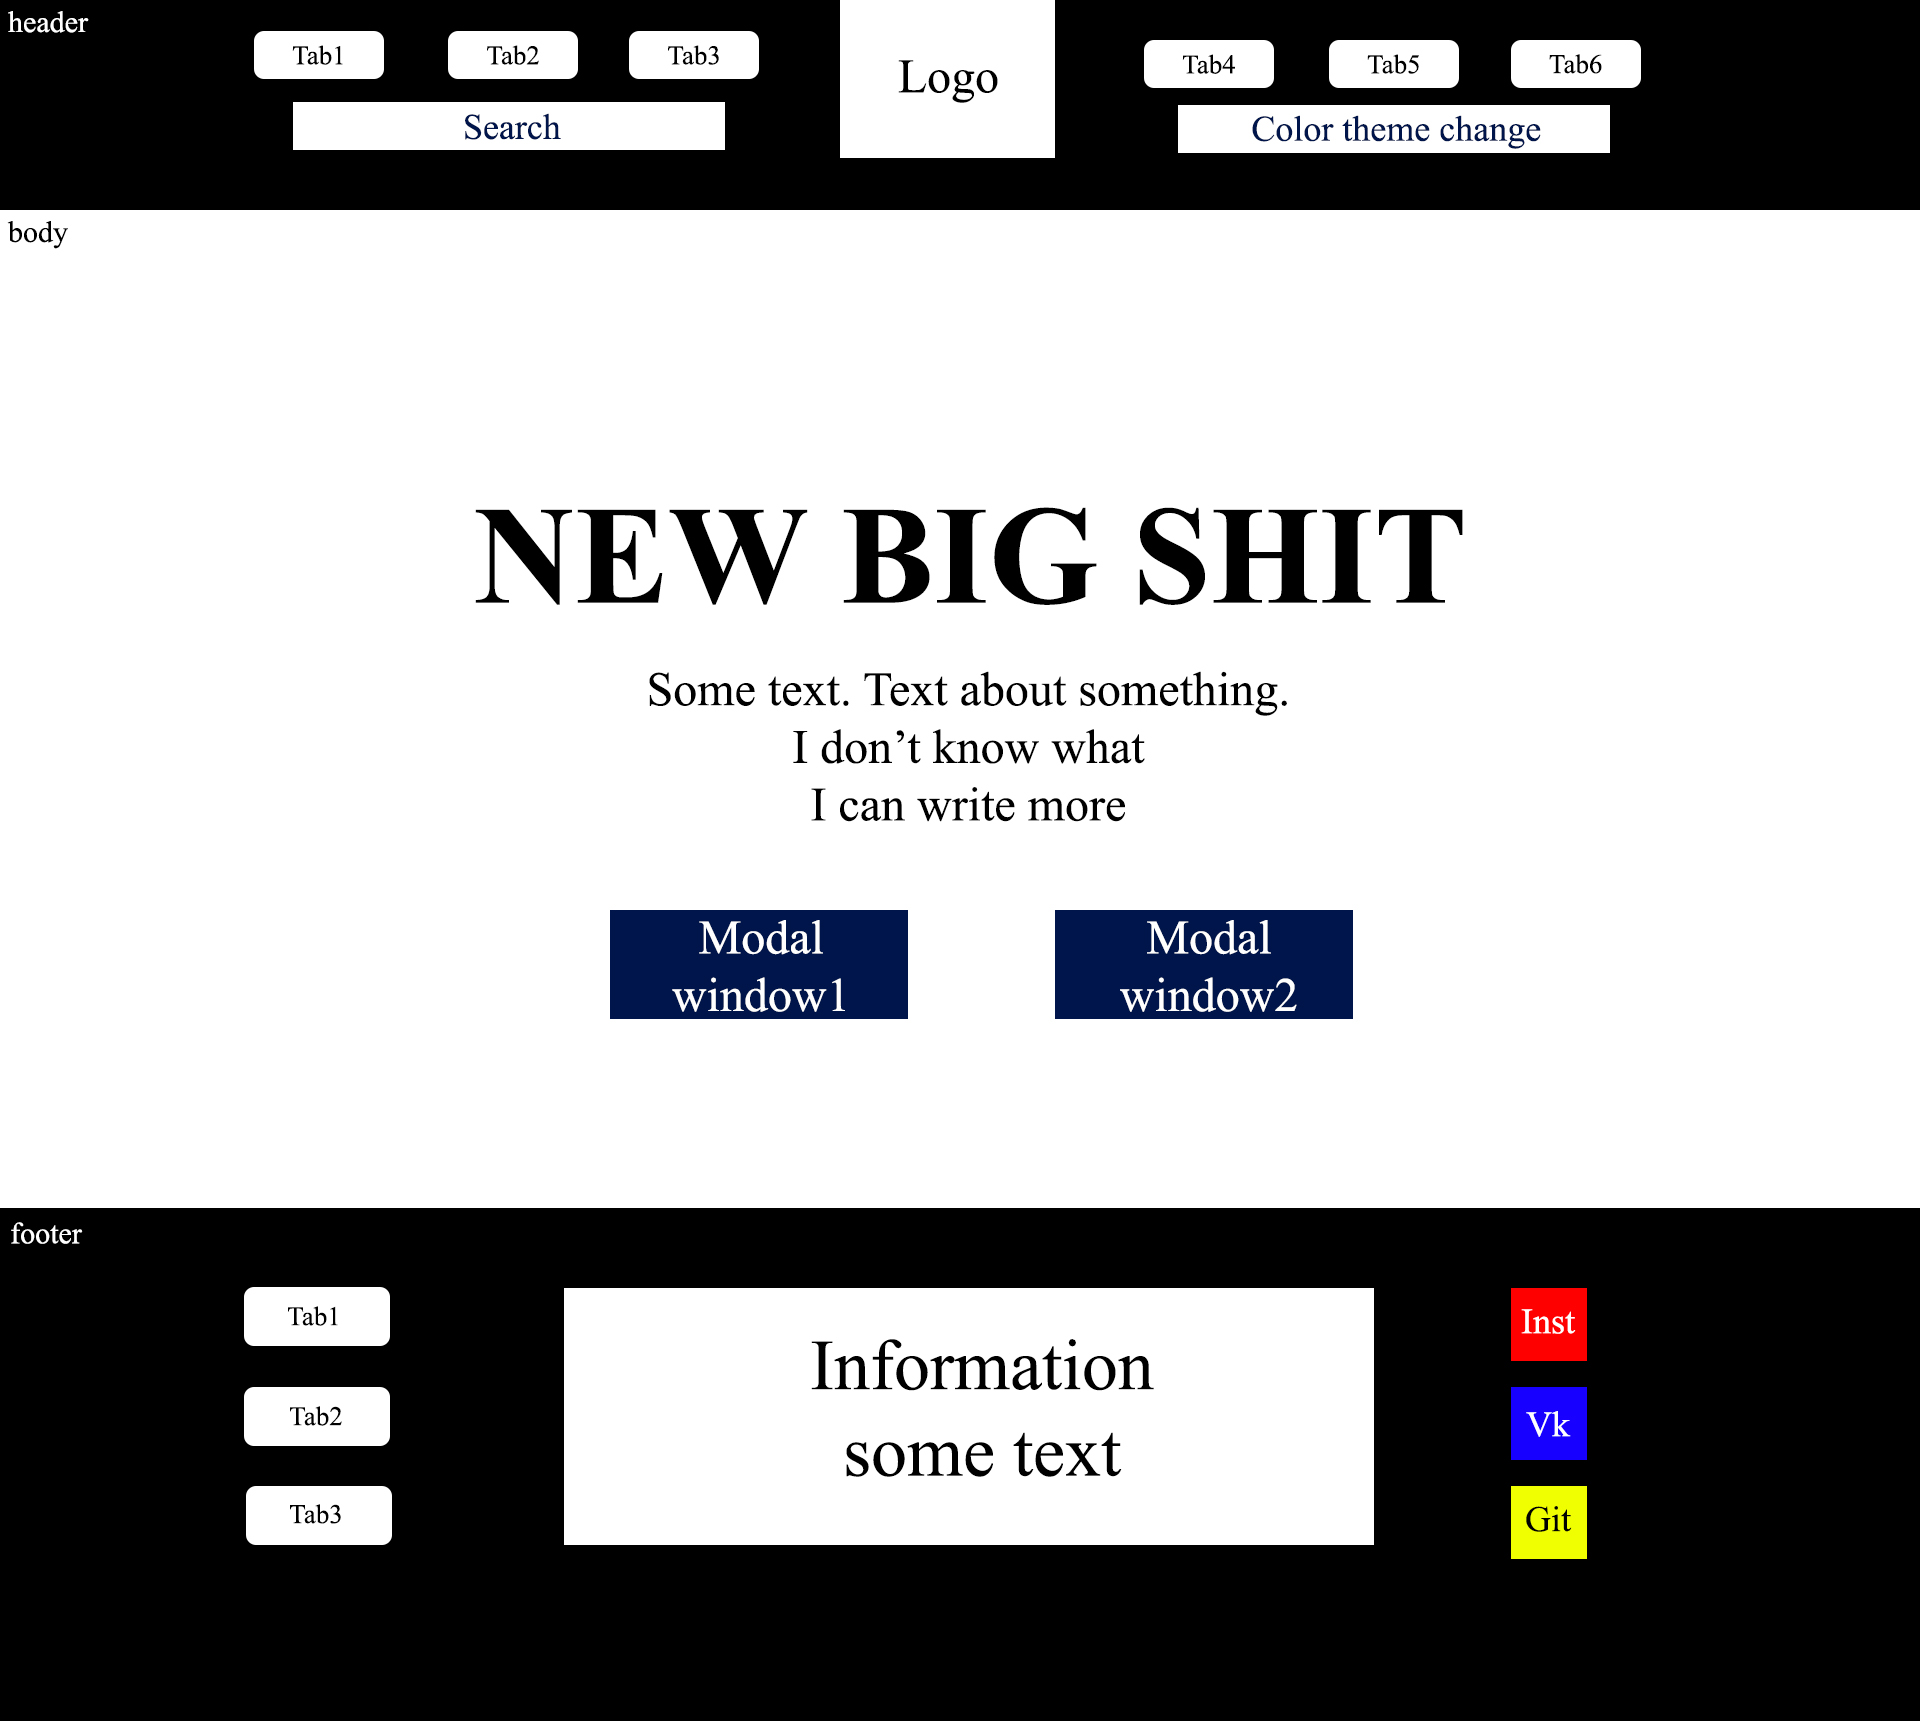 header
Tab1
Tab2
Tab3
Logo
Tab4
Tab5
Tab6
Search
Color theme change
body
NEW BIG SHIT
Some text. Text about something.
I don’t know what
I can write more
Modal
window1
Modal
window2
footer
Tab1
Tab2
Tab3
Information
some text
Inst
Vk
Git